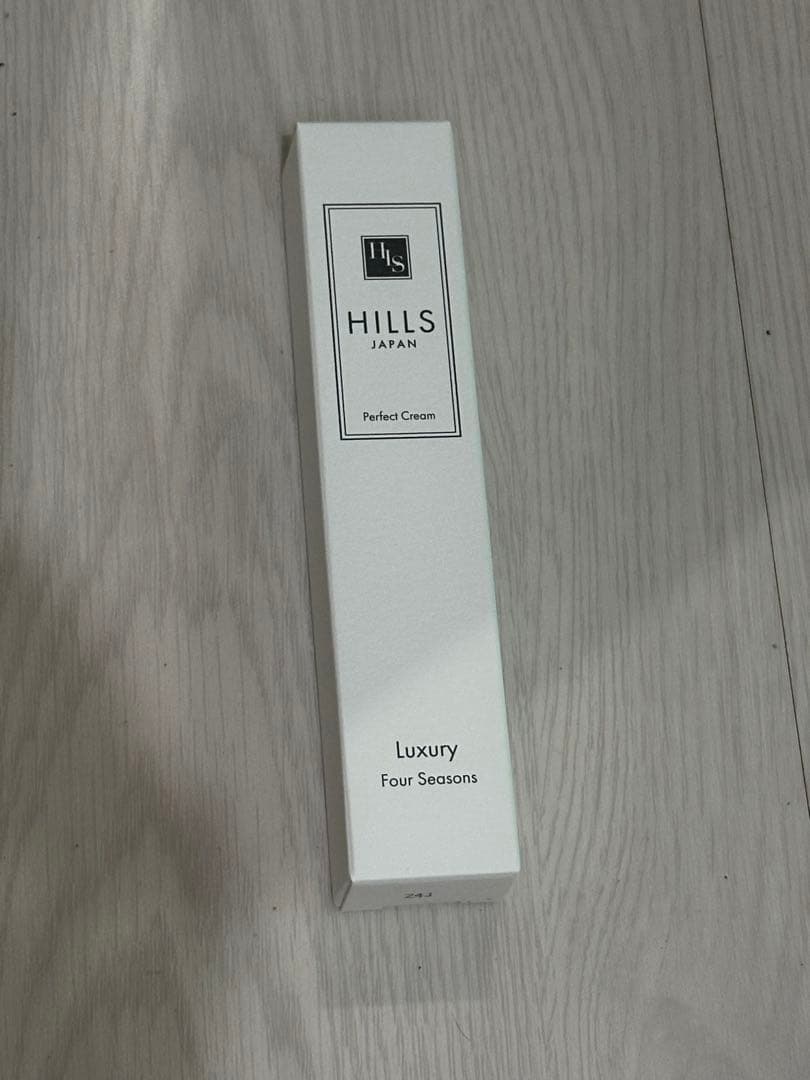 HIS
HILLS
JAPAN
Perfect Cream
Luxury
Four Seasons